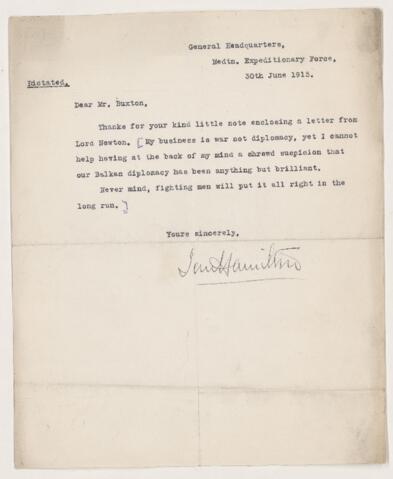 General Headquarters,
Medtn. Expeditionary Force,
30th June 1915.
Dictated.
Dear Mr. Buxton,
Thanks for your kind little note enclosing a letter from
Lord Newton. [My business is war not diplomacy, yet I cannot
help having at the back of my mind a shrewd suspicion that
our Balkan diplomacy has been anything but brilliant.
Never mind, fighting men will put it all right in the
long run.]
Yours sincerely,
Ian Hamilton